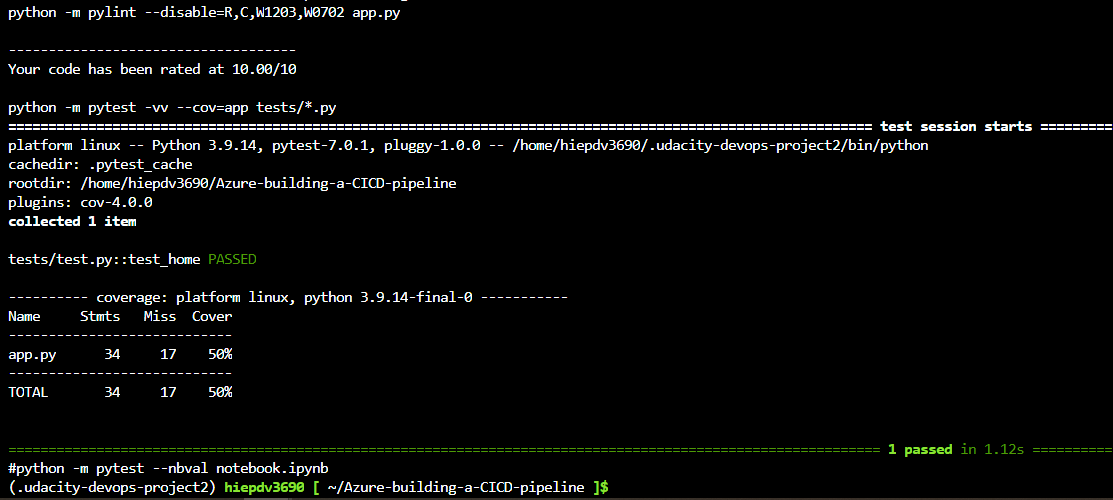 python -m pylint --disable=R,C,W1203,W0702 app.py
------------------------------------
Your code has been rated at 10.00/10
python -m pytest -vv --cov=app tests/*.py
============================================================================================================ test session starts =========
platform linux -- Python 3.9.14, pytest-7.0.1, pluggy-1.0.0 -- /home/hiepdv3690/.udacity-devops-project2/bin/python
cachedir: .pytest_cache
rootdir: /home/hiepdv3690/Azure-building-a-CICD-pipeline
plugins: cov-4.0.0
collected 1 item
tests/test.py::test_home PASSED
---------- coverage: platform linux, python 3.9.14-final-0 -----------
Name     Stmts   Miss  Cover
----------------------------
app.py      34     17    50%
----------------------------
TOTAL       34     17    50%
============================================================================================================= 1 passed in 1.12s ==========
#python -m pytest --nbval notebook.ipynb
(.udacity-devops-project2) hiepdv3690 [ ~/Azure-building-a-CICD-pipeline ]$